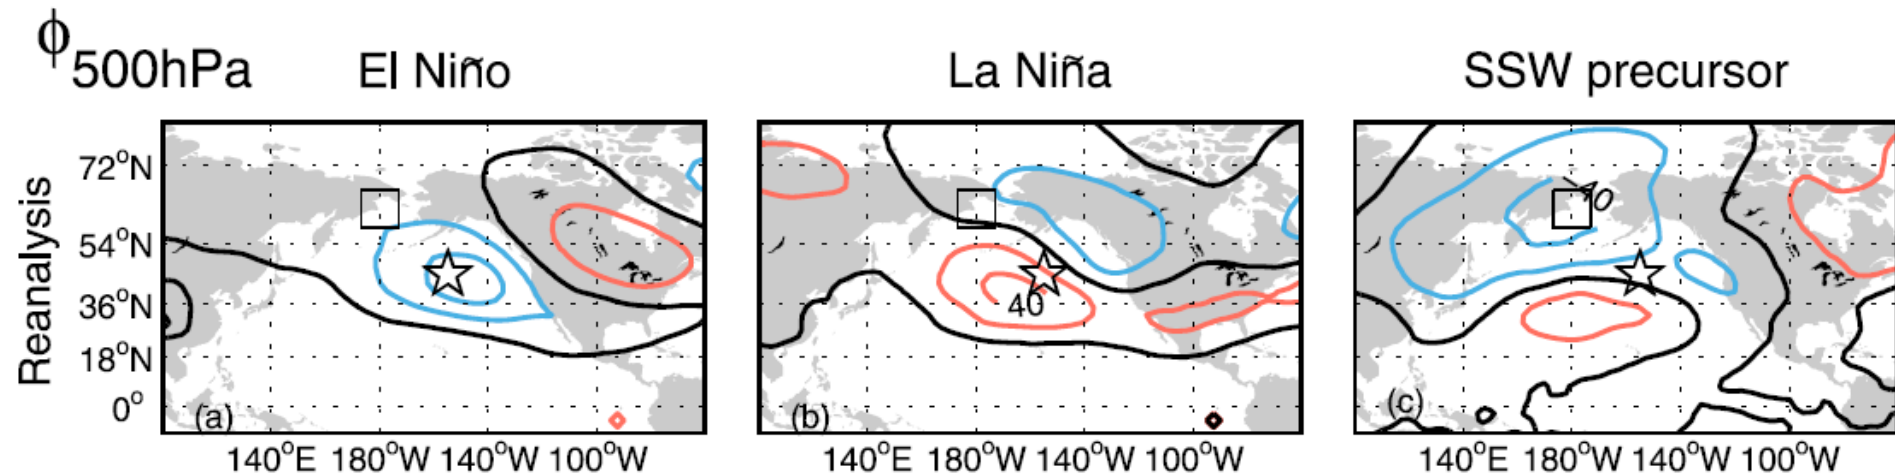 ϕ500hPa El Niño La Niña SSW precursor
Reanalysis
72°N
54°N
36°N
18°N
0°
40
-40
(a) (b) (c)
140°E 180°W 140°W 100°W 140°E 180°W 140°W 100°W 140°E 180°W 140°W 100°W